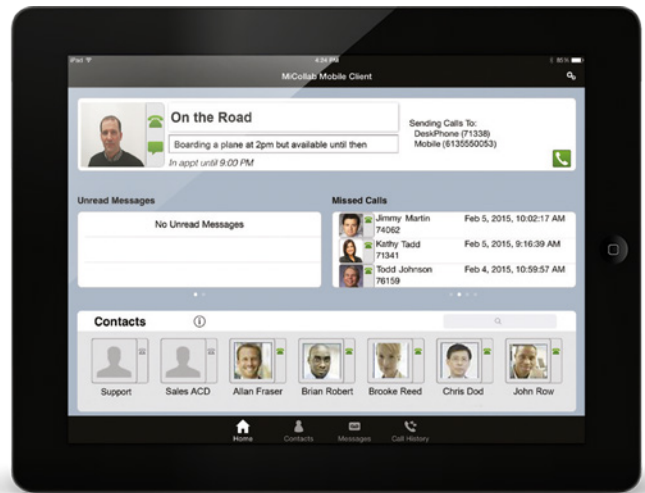 iPad
4:24 PM
85%
MiCollab Mobile Client
On the Road
Boarding a plane at 2pm but available until then
In appt until 9:00 PM
Sending Calls To:
DeskPhone (71338)
Mobile (6135550053)
Unread Messages
No Unread Messages
Missed Calls
Jimmy Martin Feb 5, 2015, 10:02:17 AM
74062
Kathy Tadd Feb 5, 2015, 9:16:39 AM
71341
Todd Johnson Feb 4, 2015, 10:59:57 AM
76159
Contacts
Support Sales ACD Allan Fraser Brian Robert Brooke Reed Chris Dod John Row
Home Contacts Messages Call History